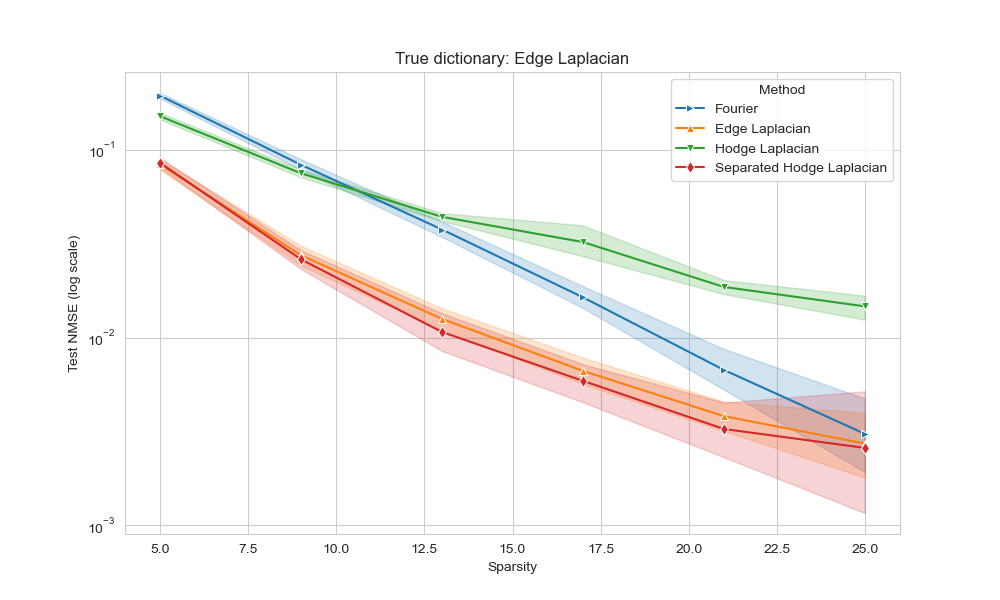 True dictionary: Edge Laplacian
Test NMSE (log scale)
10⁻¹
10⁻²
10⁻³
5.0 7.5 10.0 12.5 15.0 17.5 20.0 22.5 25.0
Sparsity
Method
Fourier
Edge Laplacian
Hodge Laplacian
Separated Hodge Laplacian